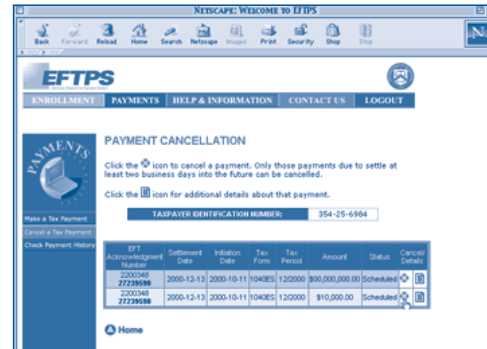 NETSCAPE: WELCOME TO EFTPS
Back Forward Reload Home Search Netscape Images Print Security Shop Stop
N
EFTPS
ENROLLMENT PAYMENTS HELP & INFORMATION CONTACT US LOGOUT
PAYMENTS
PAYMENT CANCELLATION
Click the icon to cancel a payment. Only those payments due to settle at
least two business days into the future can be cancelled.
Click the icon for additional details about that payment.
TAXPAYER IDENTIFICATION NUMBER: 354-25-6984
Make a Tax Payment
Cancel a Tax Payment
Check Payment History
EFT Acknowledgment Number Settlement Date Initiation Date Tax Form Tax Period Amount Status Cancel/ Details
2200348 27239598 2000-12-13 2000-10-11 1040ES 12/2000 $00,000,000.00 Scheduled
2200348 27239598 2000-12-13 2000-10-11 1040ES 12/2000 $10,000.00 Scheduled
Home